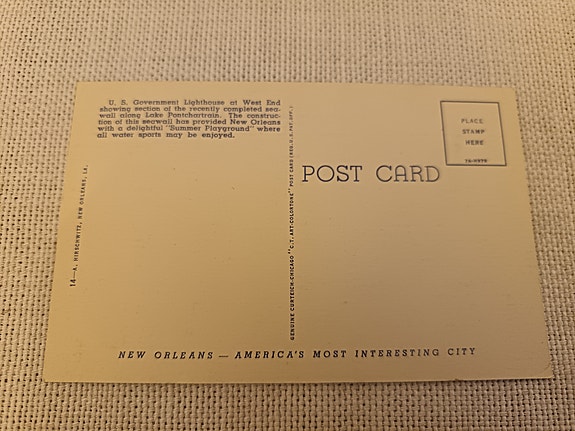 U. S. Government Lighthouse at West End
showing section of the recently completed sea-
wall along Lake Pontchartrain. The construc-
tion of this seawall has provided New Orleans
with a delightful "Summer Playground" where
all water sports may be enjoyed.
14—A. HIRSCHWITZ, NEW ORLEANS, LA.
GENUINE CURTEICH-CHICAGO "C.T. ART-COLORTONE" POST CARD (REG. U.S. PAT. OFF.)
POST CARD
PLACE
STAMP
HERE
NEW ORLEANS — AMERICA'S MOST INTERESTING CITY